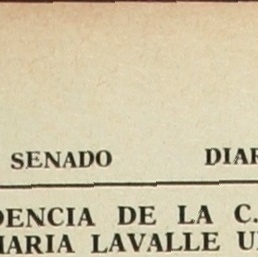 SENADO DIAR
DENCIA DE LA C.
MARIA LAVALLE U